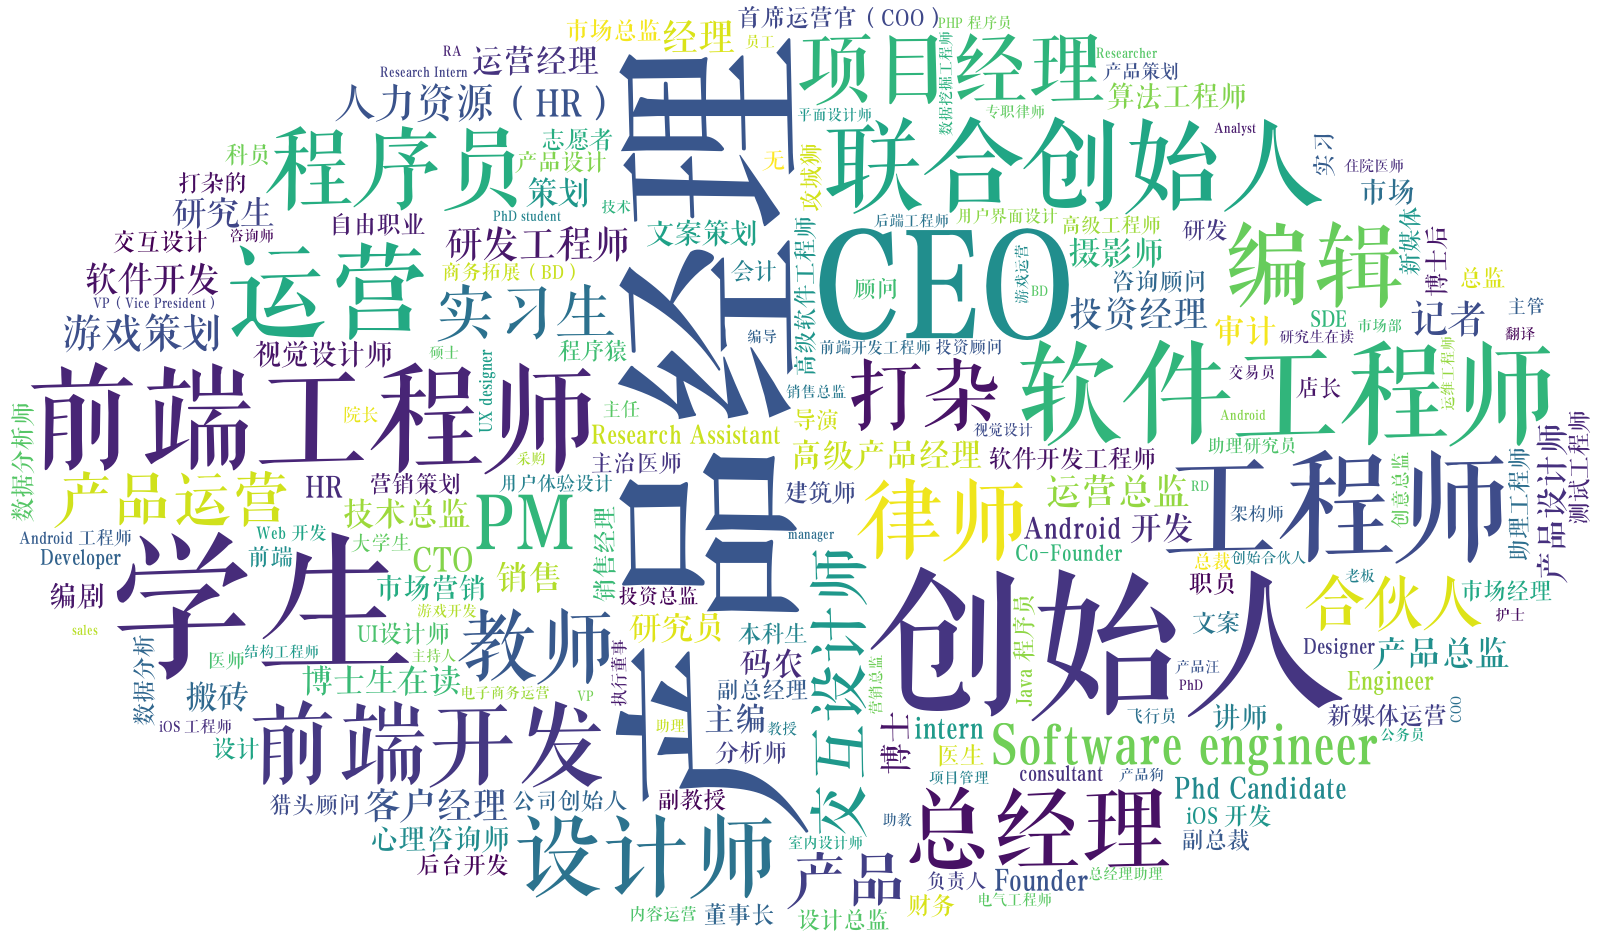 首席运营官（COO）
PHP 程序员
市场总监
经理
员工
RA
运营经理
Research Intern
人力资源（HR）
产品经理
项目经理
数据挖掘工程师
Researcher
产品策划
算法工程师
平面设计师
专职律师
Analyst
科员
程序员
志愿者
产品设计
无
攻城狮
联合创始人
实习
住院医师
打杂的
策划
市场
研究生
自由职业
PhD student
技术
交互设计
咨询师
研发工程师
文案策划
高级软件工程师
后端工程师
用户界面设计
高级工程师
研发
编辑
新媒体
博士后
软件开发
运营
商务拓展（BD）
会计
顾问
CEO
游戏运营
BD
摄影师
咨询顾问
总监
VP（Vice President）
游戏策划
实习生
投资经理
审计
SDE
市场部
记者
主管
视觉设计师
硕士
UX designer
程序猿
编导
前端开发工程师
投资顾问
研究生在读
翻译
前端工程师
院长
主任
销售总监
打杂
软件工程师
交易员
店长
运维工程师
数据分析师
Research Assistant
导演
视觉设计
Android
采购
主治医师
高级产品经理
软件开发工程师
助理研究员
产品设计师
测试工程师
产品运营
HR
营销策划
用户体验设计
建筑师
律师
运营总监
RD
工程师
创意总监
助理工程师
技术总监
PM
销售经理
Android 开发
架构师
Android 工程师
Web 开发
大学生
manager
Developer
前端
CTO
销售
Co-Founder
总裁
创始合伙人
编剧
学生
市场营销
投资总监
交互设计师
创始人
职员
老板
合伙人
市场经理
sales
游戏开发
教师
研究员
本科生
Java 程序员
文案
护士
数据分析
医师
结构工程师
UI设计师
主持人
执行董事
码农
营销总监
产品汪
Designer
产品总监
搬砖
博士生在读
电子商务运营
VP
副总经理
PhD
Engineer
iOS 工程师
设计
前端开发
助理
主编
教授
博士
intern
飞行员
讲师
新媒体运营
COO
分析师
医生
Software engineer
公务员
猎头顾问
客户经理
公司创始人
副教授
项目管理
consultant
产品狗
Phd Candidate
心理咨询师
设计师
助教
总经理
iOS 开发
后台开发
室内设计师
副总裁
产品
负责人
Founder
总经理助理
内容运营
董事长
设计总监
财务
电气工程师